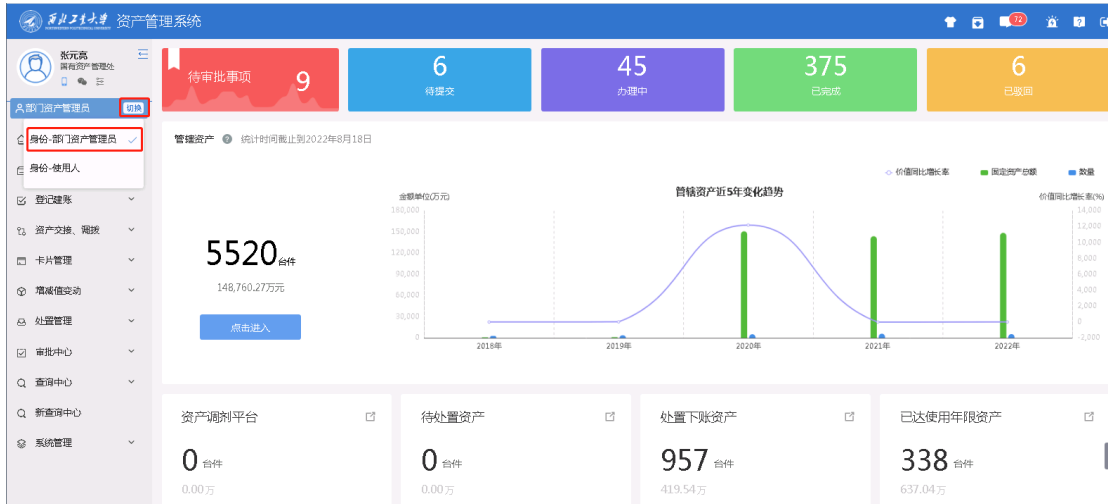 西北工业大学 资产管理系统
72
张元亮
国有资产管理处
部门资产管理员 切换
身份-部门资产管理员
身份-使用人
登记建账
资产交接、调拨
卡片管理
增减值变动
处置管理
审批中心
查询中心
新查询中心
系统管理
待审批事项 9
6
待提交
45
办理中
375
已完成
6
已驳回
管辖资产 统计时间截止到2022年8月18日
价值同比增长率 固定资产总额 数量
管辖资产近5年变化趋势
金额单位(万元)
价值同比增长率(%)
160,000
150,000
120,000
90,000
60,000
30,000
0
14,000
12,000
10,000
8,000
6,000
4,000
2,000
0
-1,000
2018年 2019年 2020年 2021年 2022年
5520台件
148,760.27万元
点击进入
资产调剂平台
0 台件
0.00万
待处置资产
0 台件
0.00万
处置下账资产
957 台件
419.54万
已达使用年限资产
338 台件
637.04万